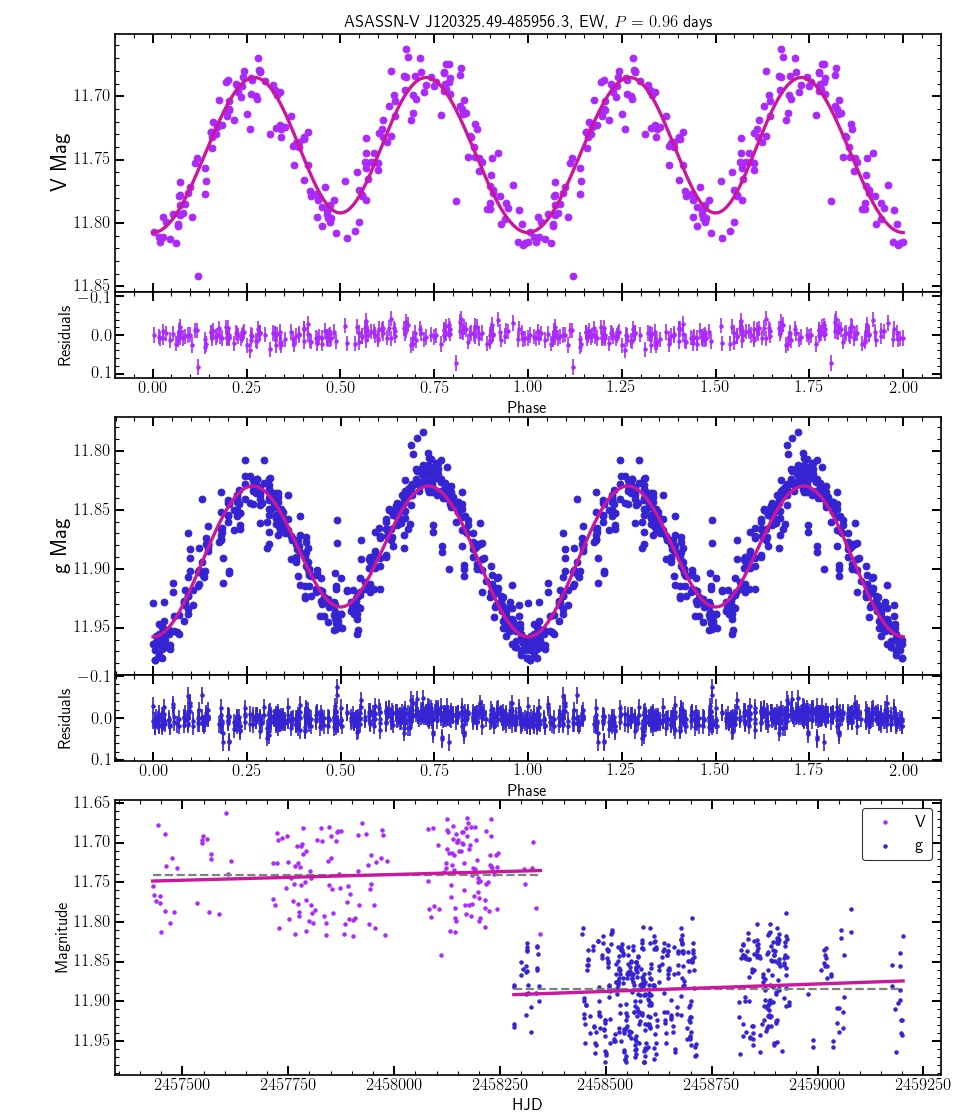 ASASSN-V J120325.49-485956.3, EW, P = 0.96 days
V Mag
11.70
11.75
11.80
11.85
Residuals
−0.1
0.0
0.1
0.00 0.25 0.50 0.75 1.00 1.25 1.50 1.75 2.00
Phase
g Mag
11.80
11.85
11.90
11.95
Residuals
−0.1
0.0
0.1
0.00 0.25 0.50 0.75 1.00 1.25 1.50 1.75 2.00
Phase
Magnitude
11.65
11.70
11.75
11.80
11.85
11.90
11.95
V
g
2457500 2457750 2458000 2458250 2458500 2458750 2459000 2459250
HJD